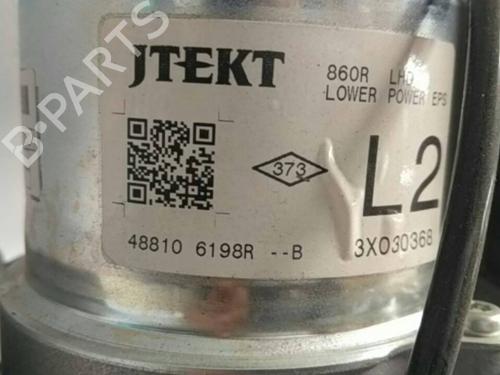 B-PARTS
JTEKT
860R LHD
LOWER POWER EPS
373
L2
48810 6198R --B
3X030368